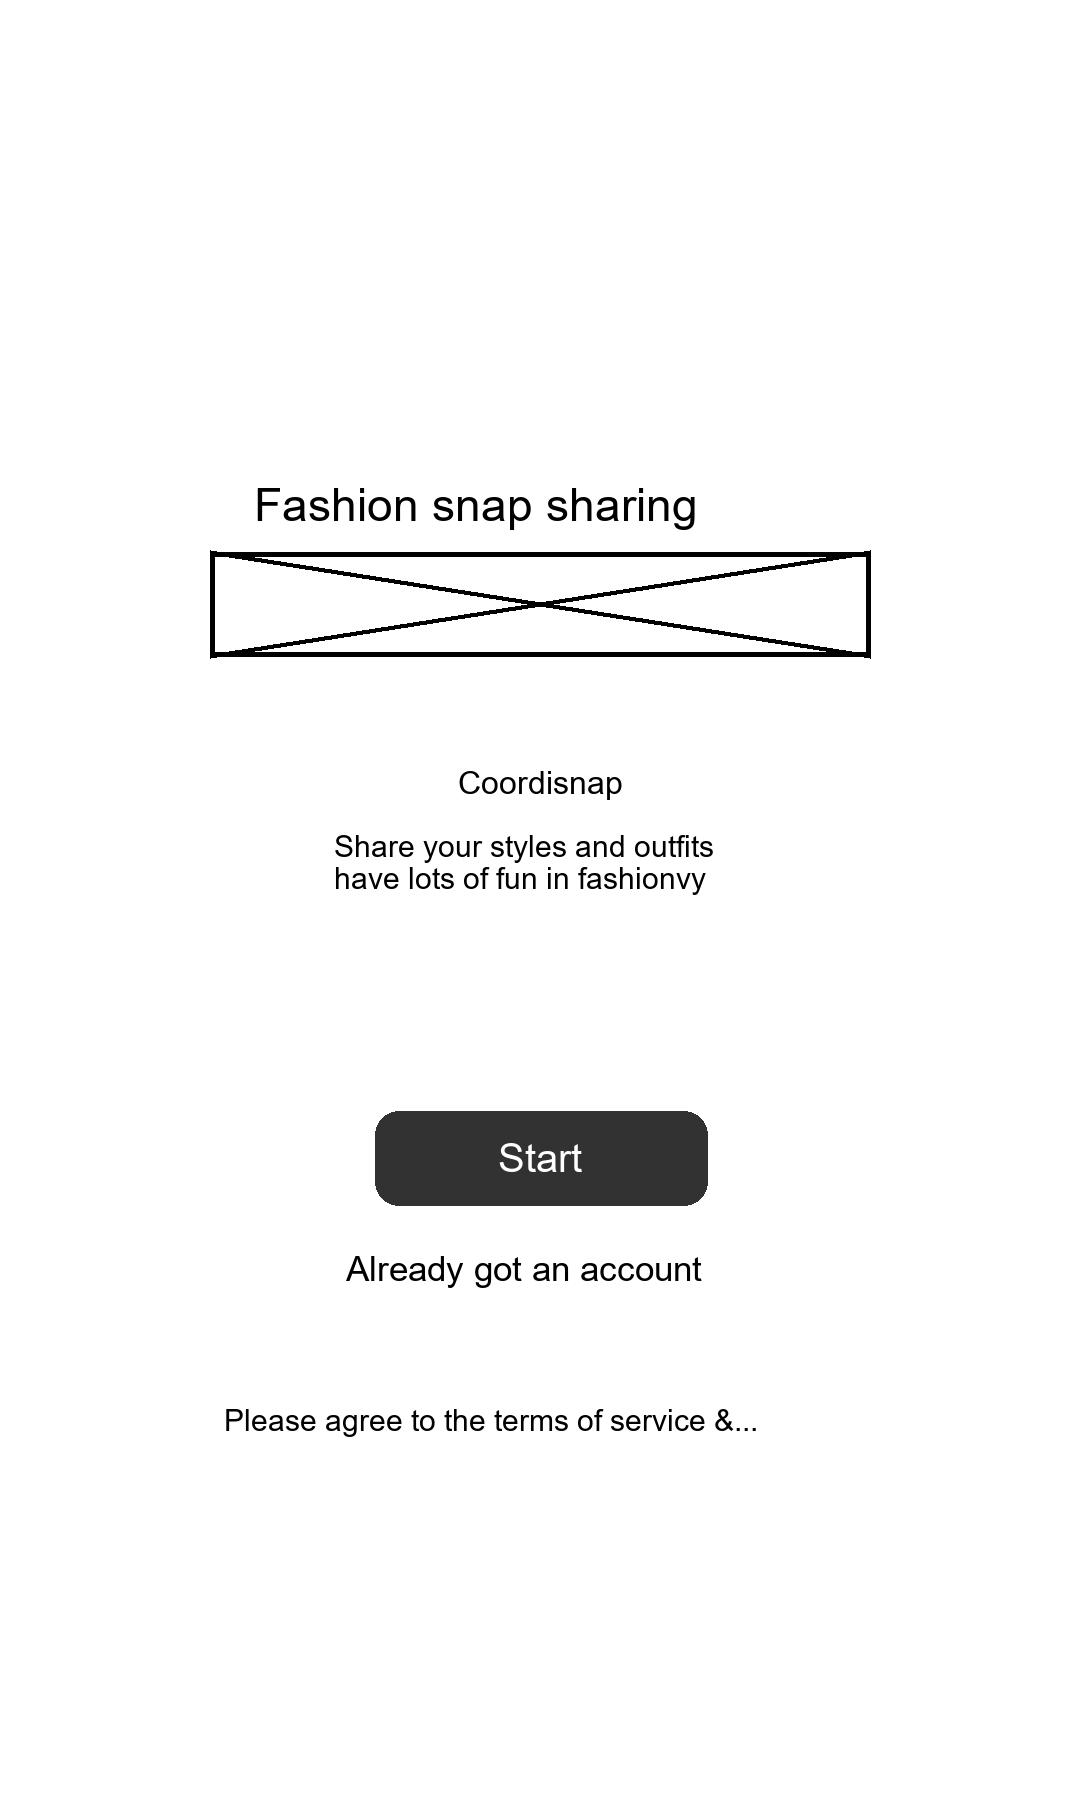 Fashion snap sharing
Coordisnap
Share your styles and outfits
have lots of fun in fashionvy
Start
Already got an account
Please agree to the terms of service &...